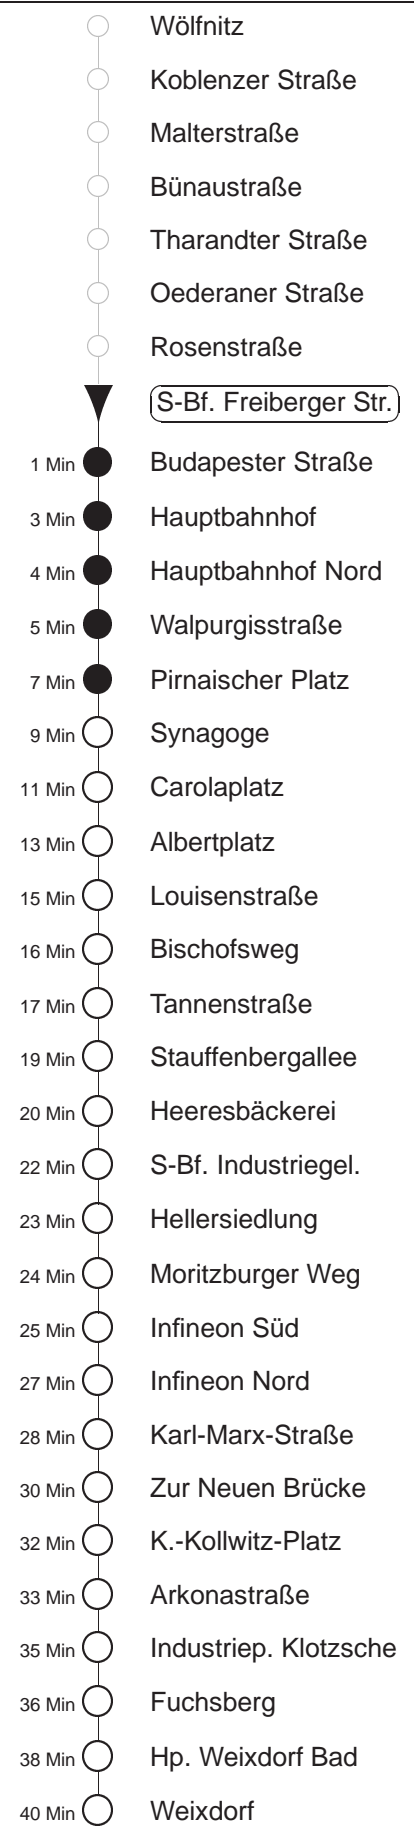 Wölfnitz
Koblenzer Straße
Malterstraße
Bünaustraße
Tharandter Straße
Oederaner Straße
Rosenstraße
S-Bf. Freiberger Str.
1 Min Budapester Straße
3 Min Hauptbahnhof
4 Min Hauptbahnhof Nord
5 Min Walpurgisstraße
7 Min Pirnaischer Platz
9 Min Synagoge
11 Min Carolaplatz
13 Min Albertplatz
15 Min Louisenstraße
16 Min Bischofsweg
17 Min Tannenstraße
19 Min Stauffenbergallee
20 Min Heeresbäckerei
22 Min S-Bf. Industriegel.
23 Min Hellersiedlung
24 Min Moritzburger Weg
25 Min Infineon Süd
27 Min Infineon Nord
28 Min Karl-Marx-Straße
30 Min Zur Neuen Brücke
32 Min K.-Kollwitz-Platz
33 Min Arkonastraße
35 Min Industriep. Klotzsche
36 Min Fuchsberg
38 Min Hp. Weixdorf Bad
40 Min Weixdorf